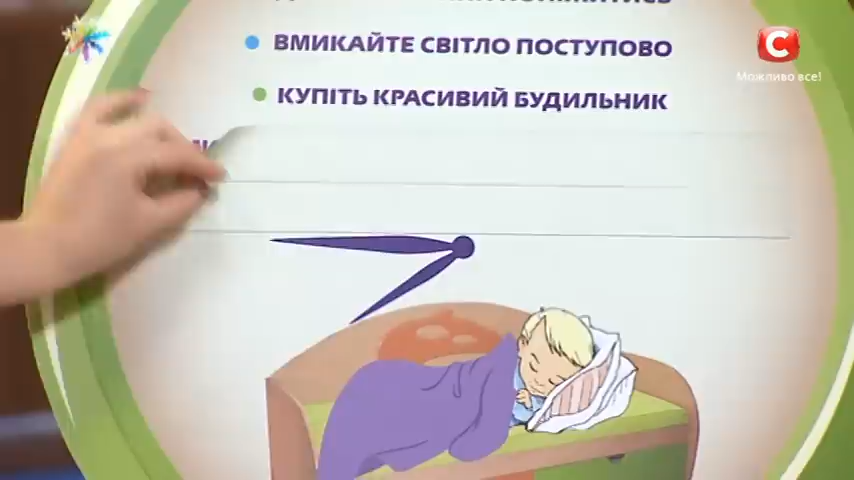 ВМИКАЙТЕ СВІТЛО ПОСТУПОВО
КУПІТЬ КРАСИВИЙ БУДИЛЬНИК
Можливо все!